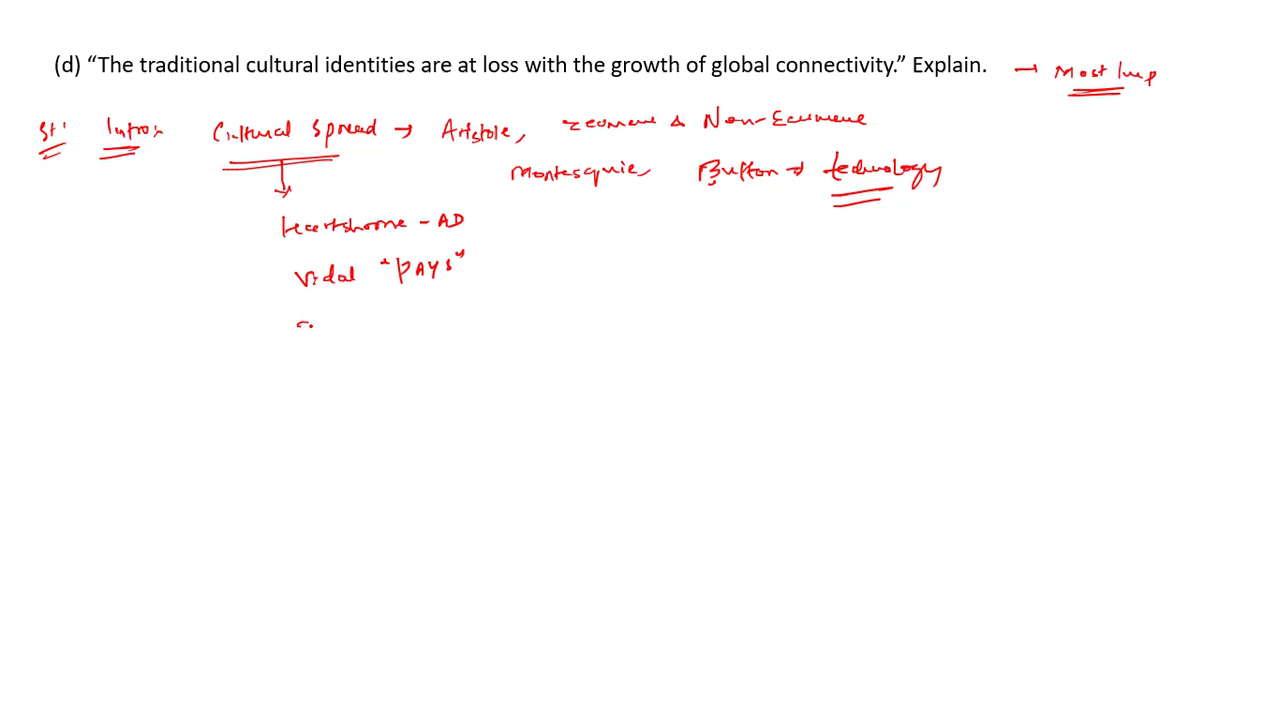 (d) “The traditional cultural identities are at loss with the growth of global connectivity.” Explain. → Most Imp
St: Intro: Cultural Spread → Aristole, Ecumene & Non-Ecumene
Montesquie, Buffon → technology
Heartshorne - AD
Vidal "PAYS"